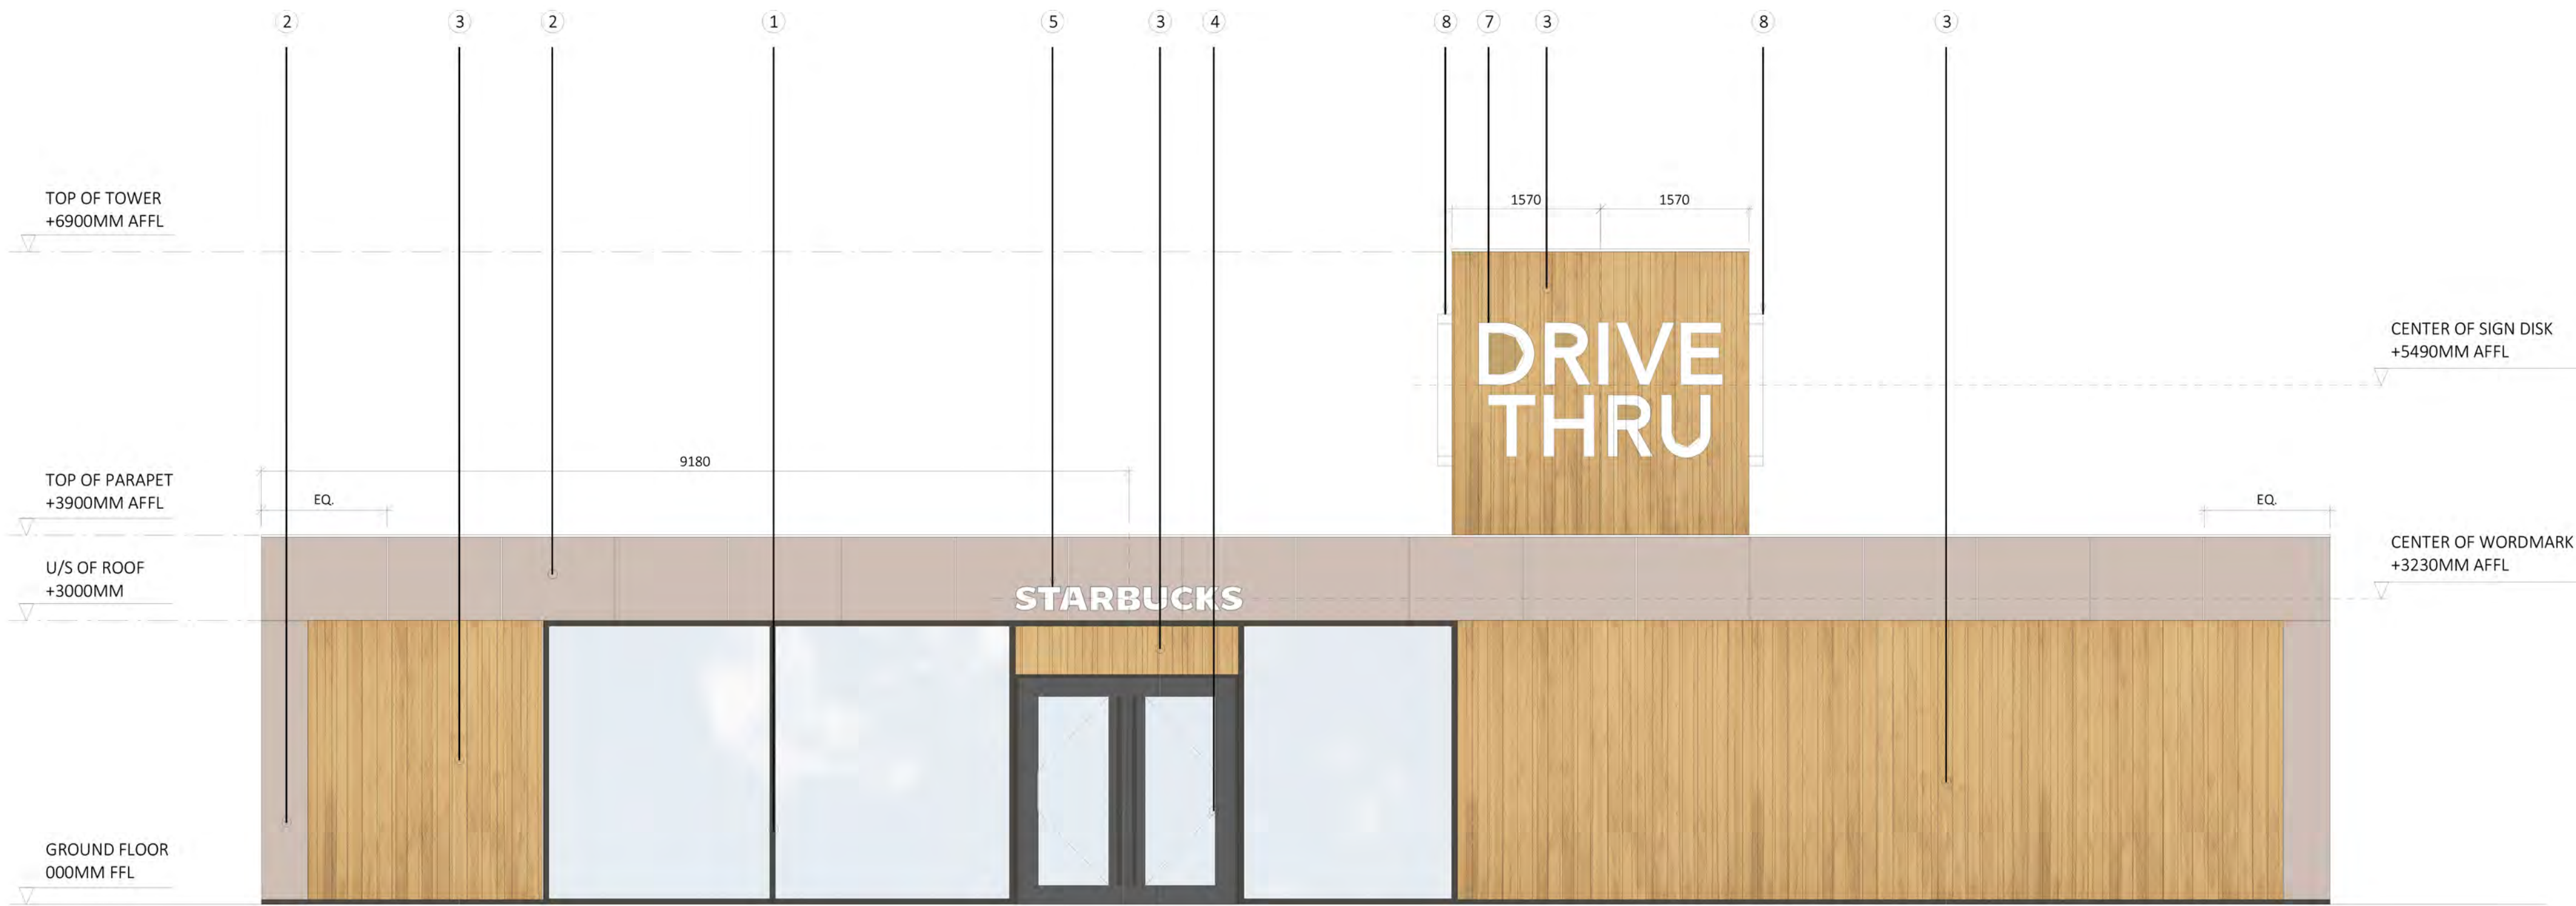 2 3 2 1 5 3 4 8 7 3 8 3
TOP OF TOWER
+6900MM AFFL
1570 1570
CENTER OF SIGN DISK
+5490MM AFFL
DRIVE
THRU
9180
TOP OF PARAPET
+3900MM AFFL
EQ.
EQ.
CENTER OF WORDMARK
+3230MM AFFL
U/S OF ROOF
+3000MM
STARBUCKS
GROUND FLOOR
000MM FFL